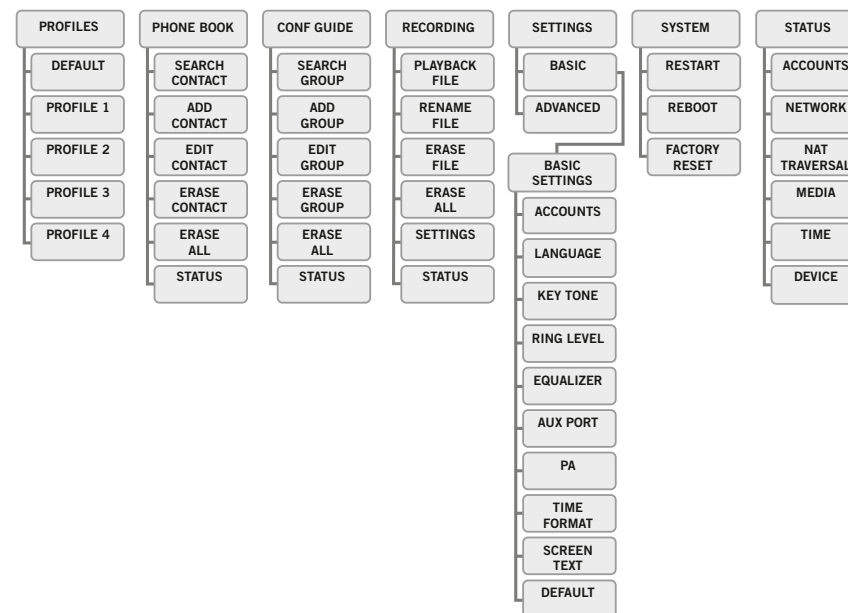 PROFILES
DEFAULT
PROFILE 1
PROFILE 2
PROFILE 3
PROFILE 4
PHONE BOOK
SEARCH
CONTACT
ADD
CONTACT
EDIT
CONTACT
ERASE
CONTACT
ERASE
ALL
STATUS
CONF GUIDE
SEARCH
GROUP
ADD
GROUP
EDIT
GROUP
ERASE
GROUP
ERASE
ALL
STATUS
RECORDING
PLAYBACK
FILE
RENAME
FILE
ERASE
FILE
ERASE
ALL
SETTINGS
STATUS
SETTINGS
BASIC
ADVANCED
BASIC
SETTINGS
ACCOUNTS
LANGUAGE
KEY TONE
RING LEVEL
EQUALIZER
AUX PORT
PA
TIME
FORMAT
SCREEN
TEXT
DEFAULT
SYSTEM
RESTART
REBOOT
FACTORY
RESET
STATUS
ACCOUNTS
NETWORK
NAT
TRAVERSAL
MEDIA
TIME
DEVICE